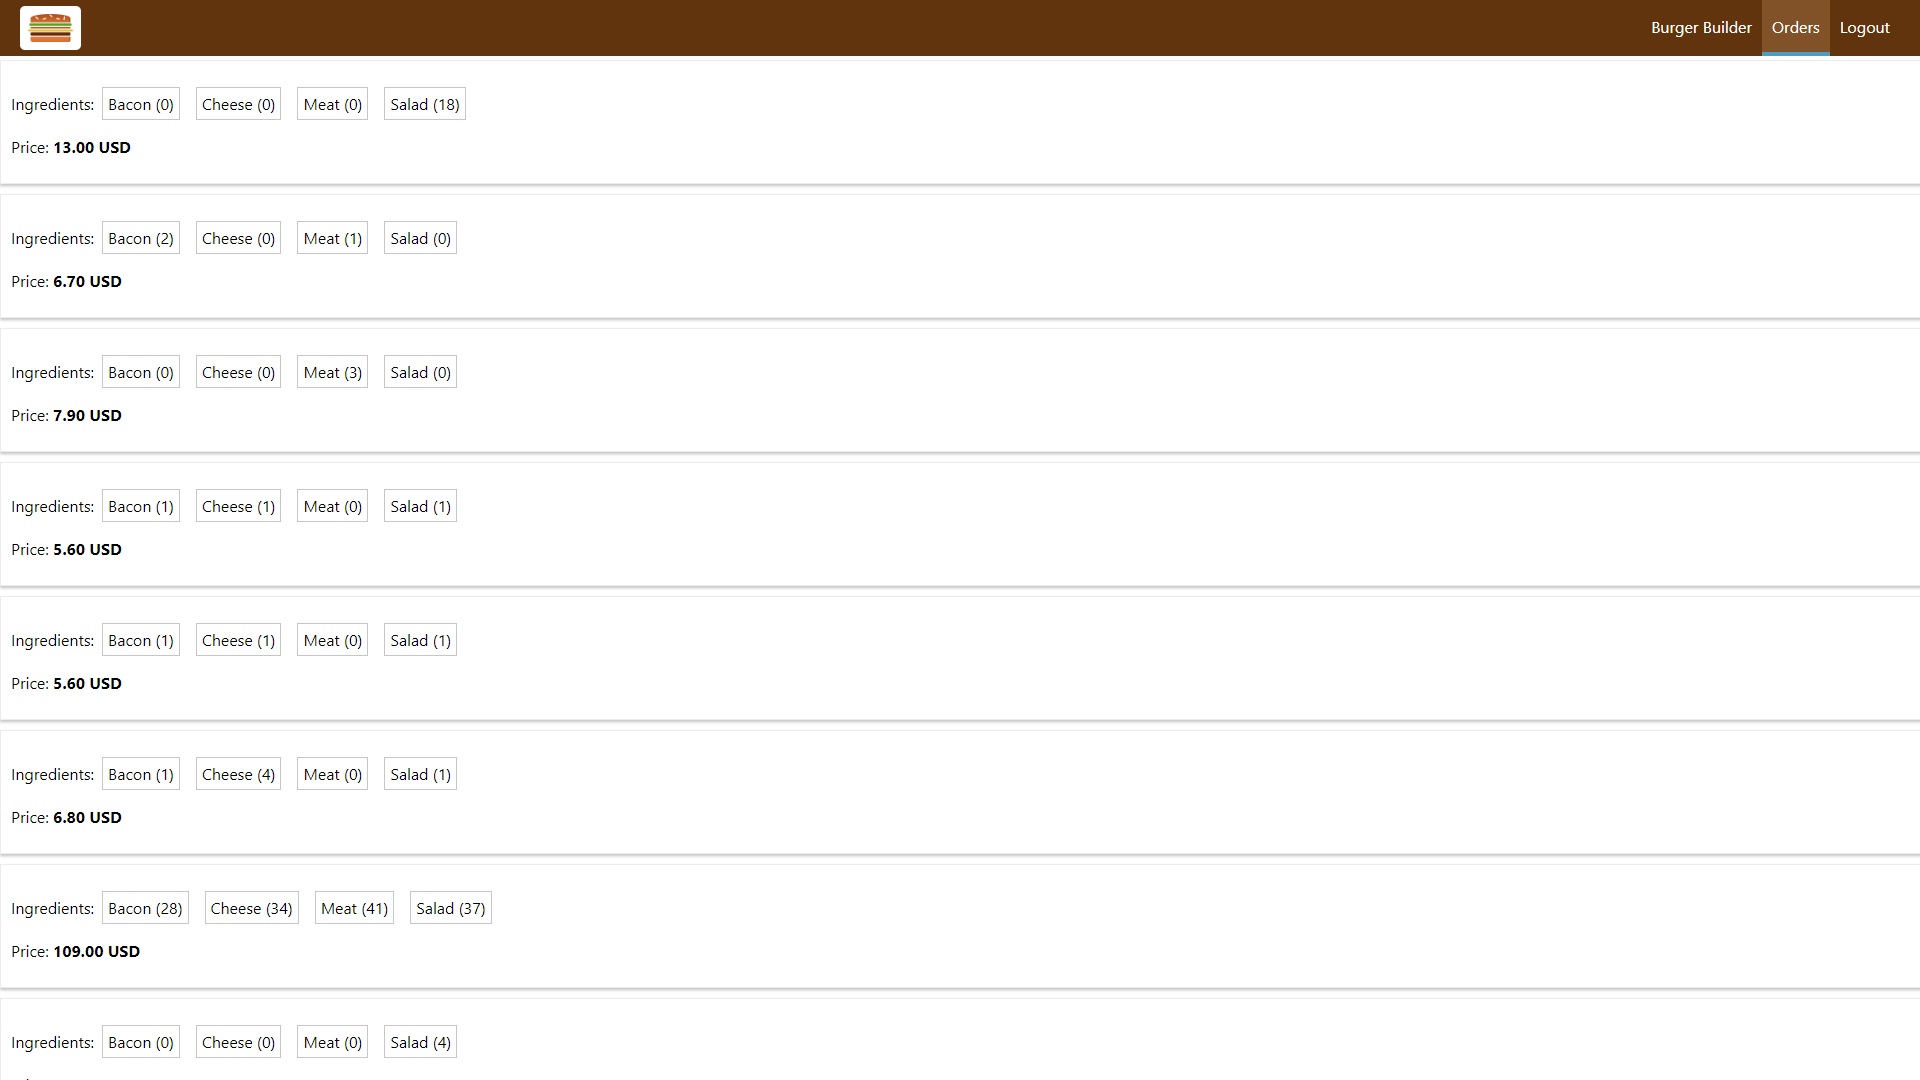 Burger Builder Orders Logout
Ingredients: Bacon (0) Cheese (0) Meat (0) Salad (18)
Price: 13.00 USD
Ingredients: Bacon (2) Cheese (0) Meat (1) Salad (0)
Price: 6.70 USD
Ingredients: Bacon (0) Cheese (0) Meat (3) Salad (0)
Price: 7.90 USD
Ingredients: Bacon (1) Cheese (1) Meat (0) Salad (1)
Price: 5.60 USD
Ingredients: Bacon (1) Cheese (1) Meat (0) Salad (1)
Price: 5.60 USD
Ingredients: Bacon (1) Cheese (4) Meat (0) Salad (1)
Price: 6.80 USD
Ingredients: Bacon (28) Cheese (34) Meat (41) Salad (37)
Price: 109.00 USD
Ingredients: Bacon (0) Cheese (0) Meat (0) Salad (4)